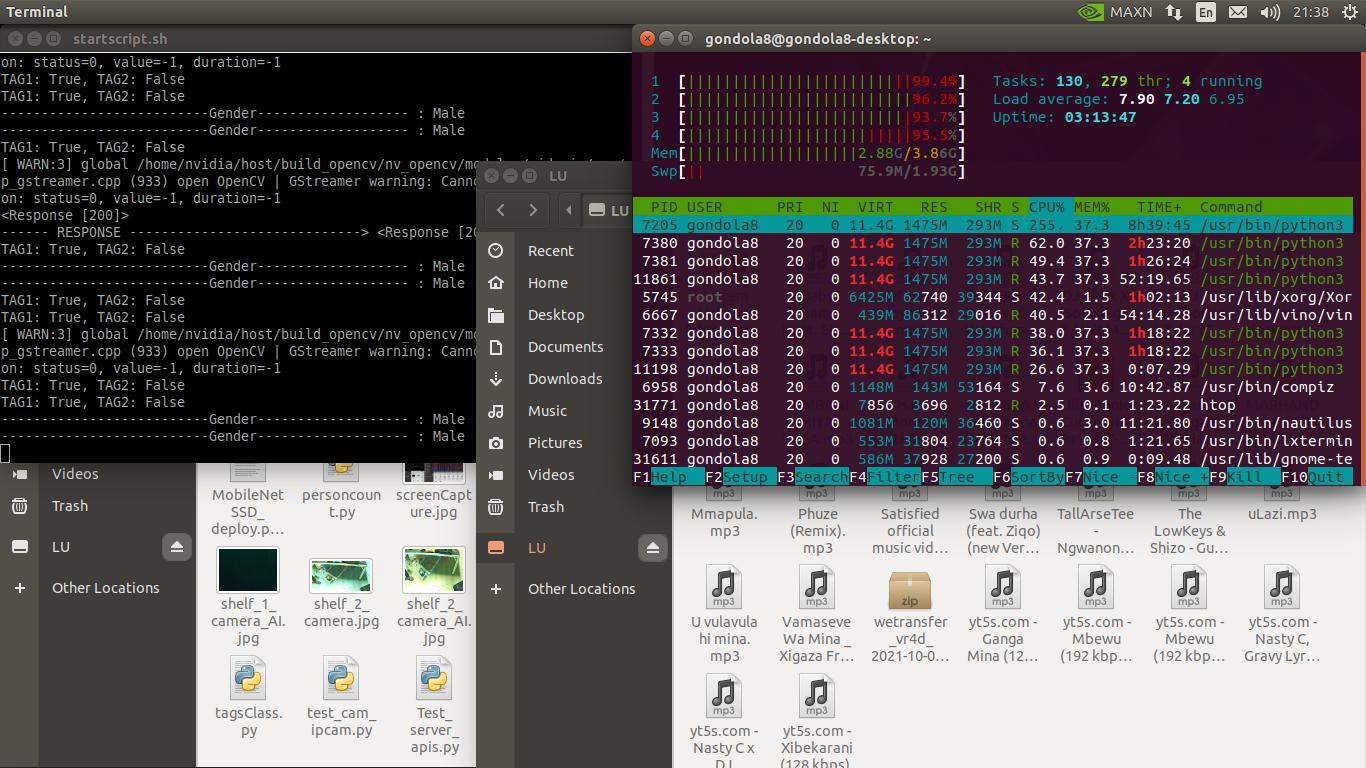 Terminal
MAXN
En
21:38
startscript.sh
on: status=0, value=-1, duration=-1
TAG1: True, TAG2: False
TAG1: True, TAG2: False
-------------------------Gender------------------ : Male
-------------------------Gender------------------ : Male
TAG1: True, TAG2: False
[ WARN:3] global /home/nvidia/host/build_opencv/nv_opencv/
p_gstreamer.cpp (933) open OpenCV | GStreamer warning: Canno
on: status=0, value=-1, duration=-1
<Response [200]>
------- RESPONSE -----------------------------> <Response [20
TAG1: True, TAG2: False
-------------------------Gender------------------ : Male
-------------------------Gender------------------ : Male
TAG1: True, TAG2: False
TAG1: True, TAG2: False
[ WARN:3] global /home/nvidia/host/build_opencv/nv_opencv/mo
p_gstreamer.cpp (933) open OpenCV | GStreamer warning: Canno
on: status=0, value=-1, duration=-1
TAG1: True, TAG2: False
TAG1: True, TAG2: False
-------------------------Gender------------------ : Male
-------------------------Gender------------------ : Male
gondola8@gondola8-desktop: ~
1 [||||||||||||||||||||||||||99.4%]
2 [||||||||||||||||||||||||||96.2%]
3 [||||||||||||||||||||||||||93.7%]
4 [||||||||||||||||||||||||||95.5%]
Mem[|||||||||||||||||||2.88G/3.86G]
Swp[|| 75.9M/1.93G]
Tasks: 130, 279 thr; 4 running
Load average: 7.90 7.20 6.95
Uptime: 03:13:47
PID USER PRI NI VIRT RES SHR S CPU% MEM% TIME+ Command
7205 gondola8 20 0 11.4G 1475M 293M S 255. 37.3 8h39:45 /usr/bin/python3
7380 gondola8 20 0 11.4G 1475M 293M R 62.0 37.3 2h23:20 /usr/bin/python3
7381 gondola8 20 0 11.4G 1475M 293M R 49.4 37.3 1h26:24 /usr/bin/python3
11861 gondola8 20 0 11.4G 1475M 293M R 43.7 37.3 52:19.65 /usr/bin/python3
5745 root 20 0 6425M 62740 39344 S 42.4 1.5 1h02:13 /usr/lib/xorg/Xor
6667 gondola8 20 0 439M 86312 29016 R 40.5 2.1 54:14.28 /usr/lib/vino/vin
7332 gondola8 20 0 11.4G 1475M 293M R 38.0 37.3 1h18:22 /usr/bin/python3
7333 gondola8 20 0 11.4G 1475M 293M R 36.1 37.3 1h18:22 /usr/bin/python3
11198 gondola8 20 0 11.4G 1475M 293M R 26.6 37.3 0:07.29 /usr/bin/python3
6958 gondola8 20 0 1148M 143M 53164 S 7.6 3.6 10:42.87 /usr/bin/compiz
31771 gondola8 20 0 7856 3696 2812 R 2.5 0.1 1:23.22 htop
9148 gondola8 20 0 1081M 120M 36460 S 0.6 3.0 11:21.80 /usr/bin/nautilus
7093 gondola8 20 0 553M 31804 23764 S 0.6 0.8 1:21.65 /usr/bin/lxtermin
31611 gondola8 20 0 586M 37928 27200 S 0.6 0.9 0:09.48 /usr/lib/gnome-te
F1Help F2Setup F3SearchF4FilterF5Tree F6SortByF7Nice -F8Nice +F9Kill F10Quit
LU
LU
Recent
Home
Desktop
Documents
Downloads
Music
Pictures
Videos
Trash
LU
Other Locations
Videos
Trash
LU
Other Locations
MobileNet
SSD_
deploy.p...
personcou
nt.py
screenCapt
ure.jpg
shelf_1_
camera_AI.
jpg
shelf_2_
camera.jpg
shelf_2_
camera_AI.
jpg
tagsClass.
py
test_cam_
ipcam.py
Test_
server_
apis.py
Mmapula.
mp3
Phuze
(Remix).
mp3
Satisfied
official
music vid...
Swa durha
(feat. Ziqo)
(new Ver...
TallArseTee
-
Ngwanon...
The
LowKeys &
Shizo - Gu...
uLazi.mp3
U vulavula
hi mina.
mp3
Vamaseve
Wa Mina _
Xigaza Fr...
zip
wetransfer
_vr4d_
2021-10-0...
yt5s.com -
Ganga
Mina (12...
yt5s.com -
Mbewu
(192 kbp...
yt5s.com -
Mbewu
(192 kbp...
yt5s.com -
Nasty C,
Gravy Lyr...
yt5s.com -
Nasty C x
yt5s.com -
Xibekarani
(128 kbps)